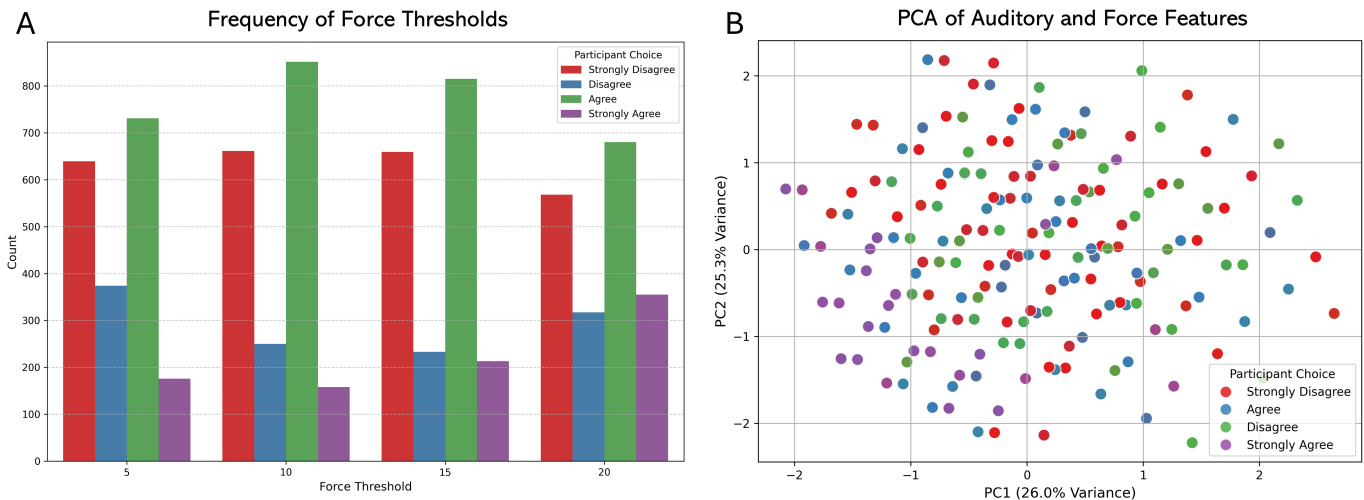 A
Frequency of Force Thresholds
Participant Choice
Strongly Disagree
Disagree
Agree
Strongly Agree
800
700
600
500
400
300
200
100
0
Count
5
10
15
20
Force Threshold
B
PCA of Auditory and Force Features
2
1
0
−1
−2
PC2 (25.3% Variance)
Participant Choice
Strongly Disagree
Agree
Disagree
Strongly Agree
−2
−1
0
1
2
PC1 (26.0% Variance)